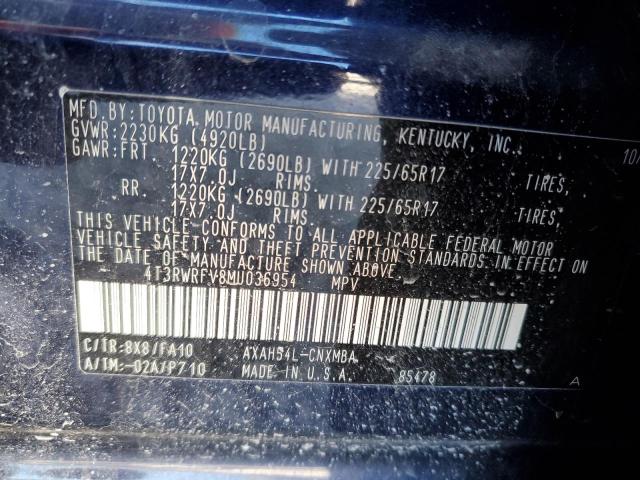 MFD. BY: TOYOTA MOTOR MANUFACTURING, KENTUCKY, INC. 10/
GVWR: 2230KG (4920LB)
GAWR: FRT. 1220KG (2690LB) WITH 225/65R17 TIRES,
17X7.0J RIMS.
RR. 1220KG (2690LB) WITH 225/65R17 TIRES,
17X7.0J RIMS.
THIS VEHICLE CONFORMS TO ALL APPLICABLE FEDERAL MOTOR
VEHICLE SAFETY AND THEFT PREVENTION STANDARDS IN EFFECT ON
THE DATE OF MANUFACTURE SHOWN ABOVE.
4T3RWRFV8MU036954 MPV
C/TR: 8X8/FA10 AXAH54L-CNXMBA
A/TM: -02A/P710 MADE IN U.S.A. 85478 A